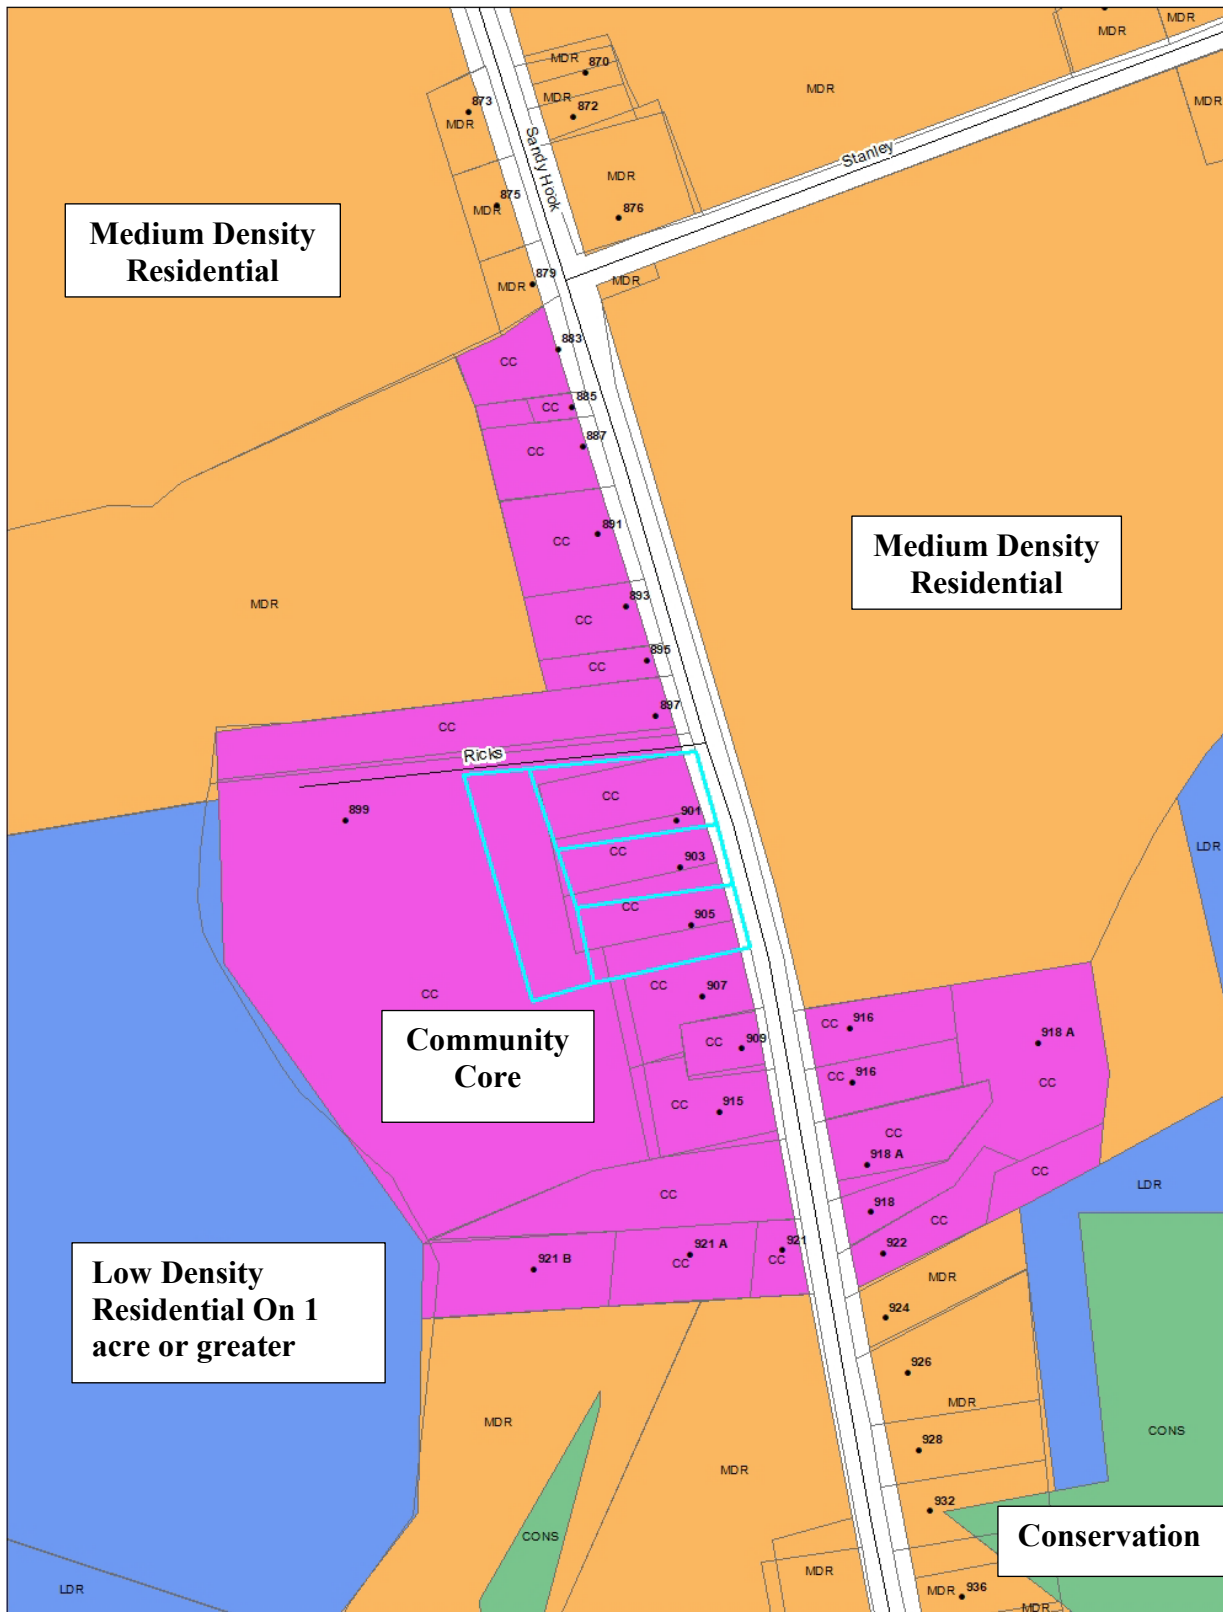 MDR
MDR
870
MDR
MDR
873
MDR
872
MDR
MDR
MDR
Sandy Hook
Stanley
MDR
875
MDR
876
Medium Density
Residential
879
MDR
MDR
883
CC
885
CC
887
CC
Medium Density
Residential
891
CC
MDR
893
CC
895
CC
897
CC
Ricks
899
CC
901
CC
903
LDR
CC
905
CC
907
CC
Community
Core
CC
916
918 A
CC
909
CC
916
CC
CC
915
CC
918 A
CC
LDR
CC
918
CC
921
CC
922
921 A
CC
921 B
Low Density
Residential On 1
acre or greater
MDR
924
926
MDR
MDR
CONS
928
MDR
932
CONS
Conservation
MDR
LDR
MDR
936
MDR